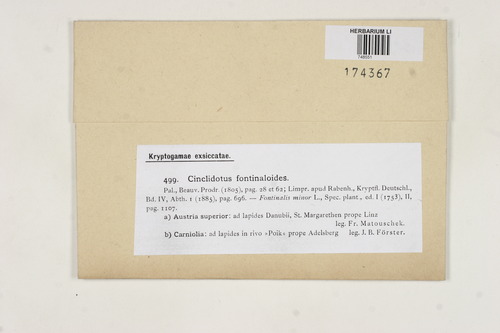 HERBARIUM LI
174367
Kryptogamae exsiccatae.
499. Cinclidotus fontinaloides.
Pal., Beauv. Prodr. (1805), pag. 28 et 62; Limpr. apud Rabenh., Kryptfl. Deutschl.,
Bd. IV, Abth. 1 (1885), pag. 696. — Fontinalis minor L., Spec. plant., ed. I (1753), II,
pag. 1107.
a) Austria superior: ad lapides Danubii, St. Margarethen prope Linz
leg. Fr. Matouschek.
b) Carniolia: ad lapides in rivo »Poik« prope Adelsberg leg. J. B. Förster.